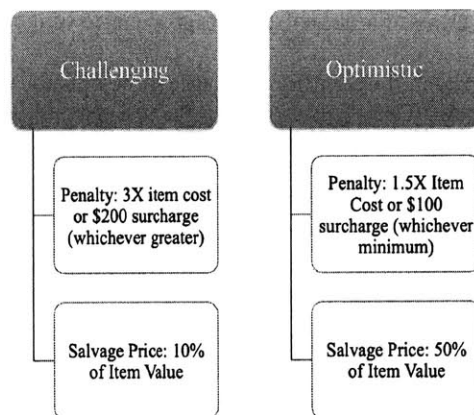 Challenging
Penalty: 3X item cost
or $200 surcharge
(whichever greater)
Salvage Price: 10%
of Item Value
Optimistic
Penalty: 1.5X Item
Cost or $100
surcharge (whichever
minimum)
Salvage Price: 50%
of Item Value